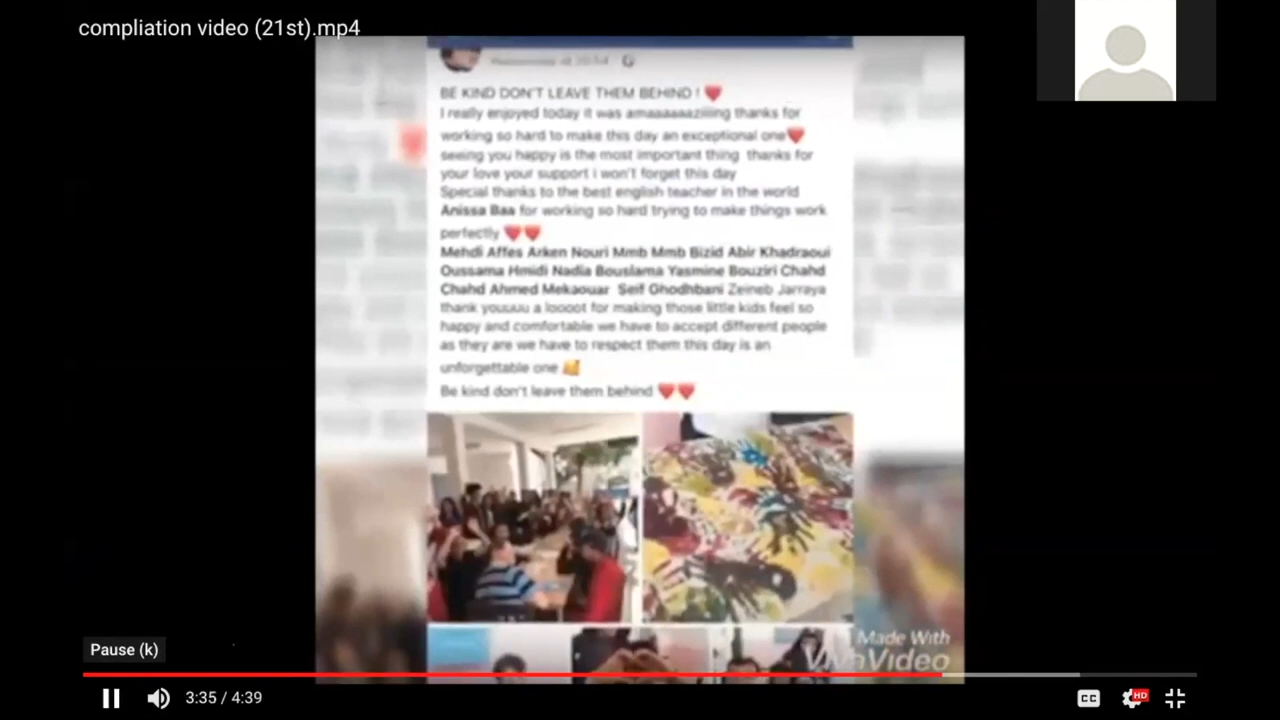 compliation video (21st).mp4
BE KIND DON'T LEAVE THEM BEHIND ! ❤️
I really enjoyed today it was amaaaaaaziiing thanks for
working so hard to make this day an exceptional one❤️
seeing you happy is the most important thing thanks for
your love your support i won't forget this day
Special thanks to the best english teacher in the world
Anissa Baa for working so hard trying to make things work
perfectly ❤️❤️
Mehdi Affes Arken Nouri Mmb Mmb Bizid Abir Khadraoui
Oussama Hmidi Nadia Bouslama Yasmine Bouziri Chahd
Chahd Ahmed Mekaouar Seif Ghodhbani Zeineb Jarraya
thank youuuu a loooot for making those little kids feel so
happy and comfortable we have to accept different people
as they are we have to respect them this day is an
unforgettable one 🥰
Be kind don't leave them behind ❤️❤️
Made With
VivaVideo
Pause (k)
3:35 / 4:39
CC
HD